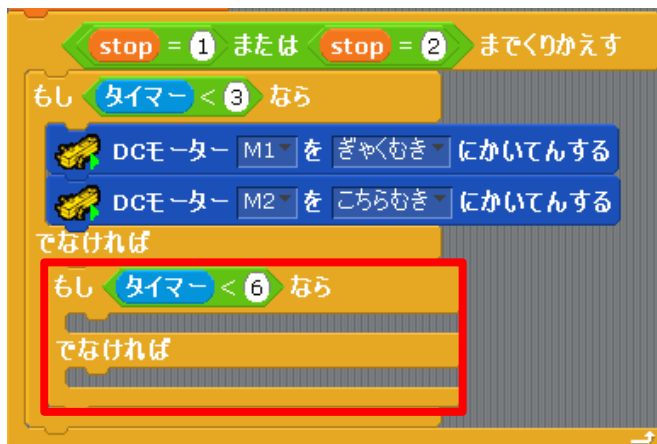 stop = 1 または stop = 2 までくりかえす
もし タイマー < 3 なら
DCモーター M1 を ぎゃくむき にかいてんする
DCモーター M2 を こちらむき にかいてんする
でなければ
もし タイマー < 6 なら
でなければ